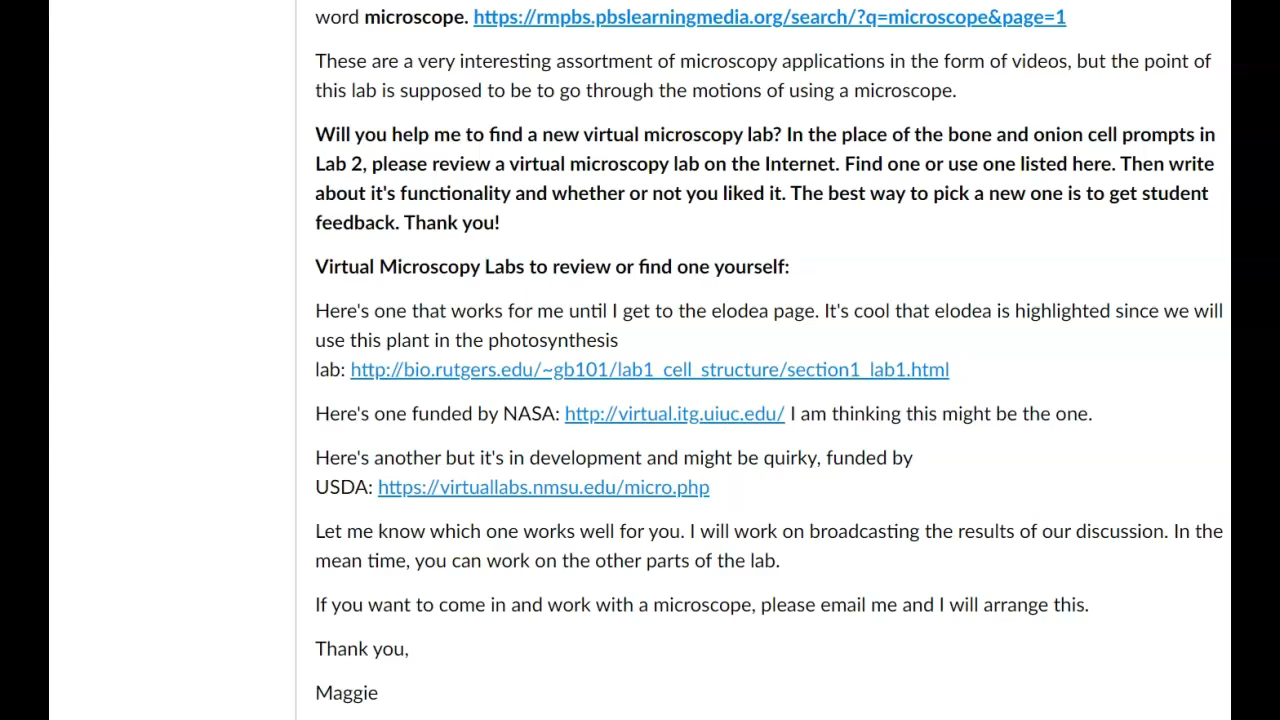 word microscope. https://rmpbs.pbslearningmedia.org/search/?q=microscope&page=1
These are a very interesting assortment of microscopy applications in the form of videos, but the point of
this lab is supposed to be to go through the motions of using a microscope.
Will you help me to find a new virtual microscopy lab? In the place of the bone and onion cell prompts in
Lab 2, please review a virtual microscopy lab on the Internet. Find one or use one listed here. Then write
about it's functionality and whether or not you liked it. The best way to pick a new one is to get student
feedback. Thank you!
Virtual Microscopy Labs to review or find one yourself:
Here's one that works for me until I get to the elodea page. It's cool that elodea is highlighted since we will
use this plant in the photosynthesis
lab: http://bio.rutgers.edu/~gb101/lab1_cell_structure/section1_lab1.html
Here's one funded by NASA: http://virtual.itg.uiuc.edu/ I am thinking this might be the one.
Here's another but it's in development and might be quirky, funded by
USDA: https://virtuallabs.nmsu.edu/micro.php
Let me know which one works well for you. I will work on broadcasting the results of our discussion. In the
mean time, you can work on the other parts of the lab.
If you want to come in and work with a microscope, please email me and I will arrange this.
Thank you,
Maggie